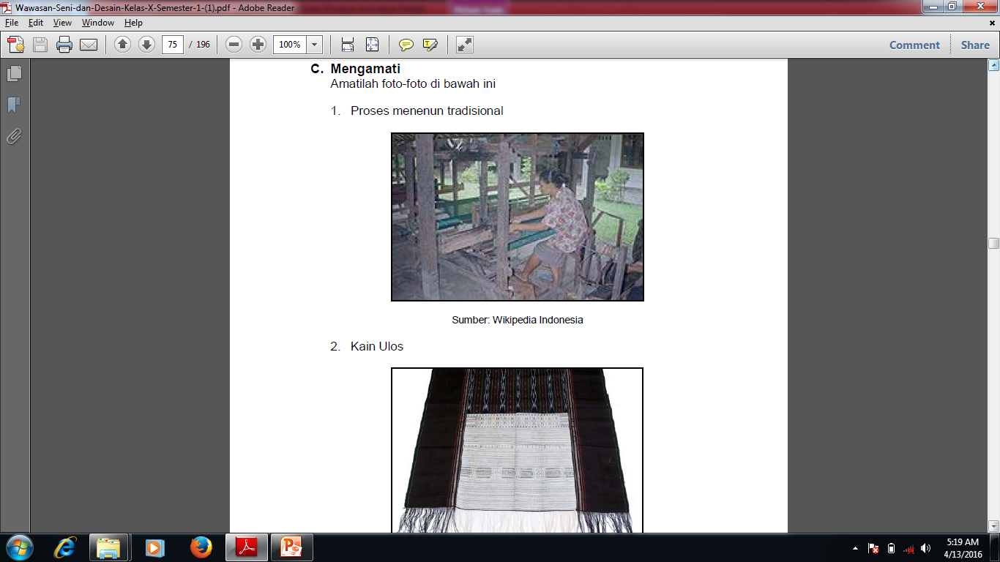 Wawasan-Seni-dan-Desain-Kelas-X-Semester-1-(1).pdf - Adobe Reader
File Edit View Window Help
75 / 196 100% Comment Share
C. Mengamati
Amatilah foto-foto di bawah ini
1. Proses menenun tradisional
Sumber: Wikipedia Indonesia
2. Kain Ulos
5:19 AM
4/13/2016